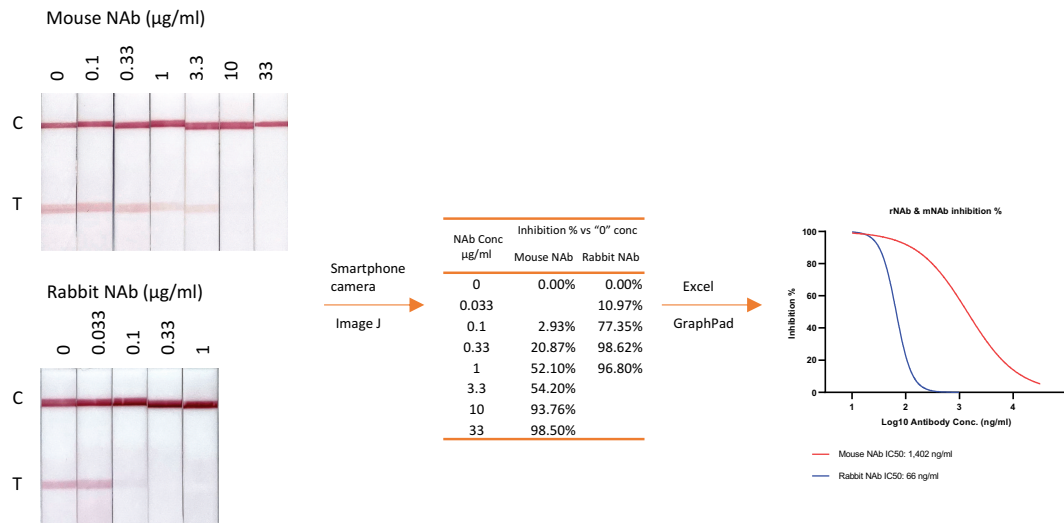 Mouse NAb (µg/ml)
0 0.1 0.33 1 3.3 10 33
C
T
Rabbit NAb (µg/ml)
0 0.033 0.1 0.33 1
C
T
Smartphone
camera
Image J
NAb Conc
µg/ml
Inhibition % vs “0” conc
Mouse NAb Rabbit NAb
0 0.00% 0.00%
0.033 10.97%
0.1 2.93% 77.35%
0.33 20.87% 98.62%
1 52.10% 96.80%
3.3 54.20%
10 93.76%
33 98.50%
Excel
GraphPad
rNAb & mNAb inhibition %
Inhibition %
100
80
60
40
20
0
1 2 3 4
Log10 Antibody Conc. (ng/ml)
Mouse NAb IC50: 1,402 ng/ml
Rabbit NAb IC50: 66 ng/ml